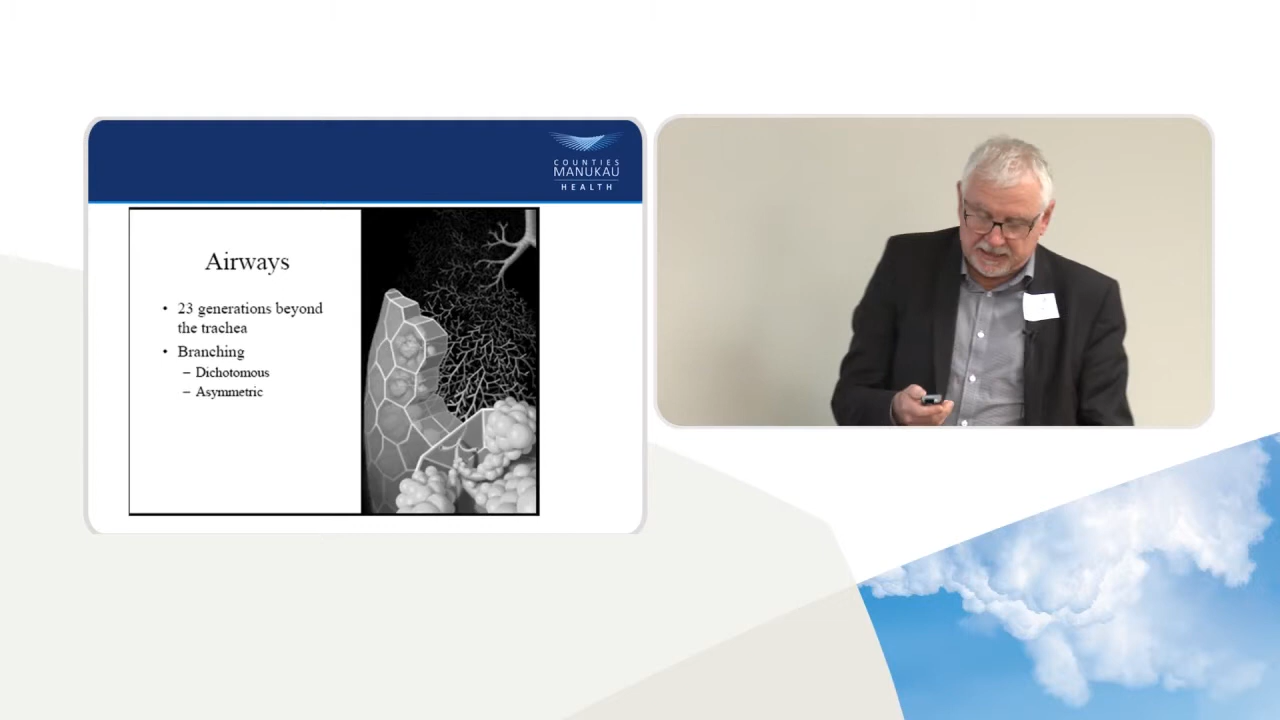 COUNTIES
MANUKAU
HEALTH
Airways
• 23 generations beyond
the trachea
• Branching
– Dichotomous
– Asymmetric